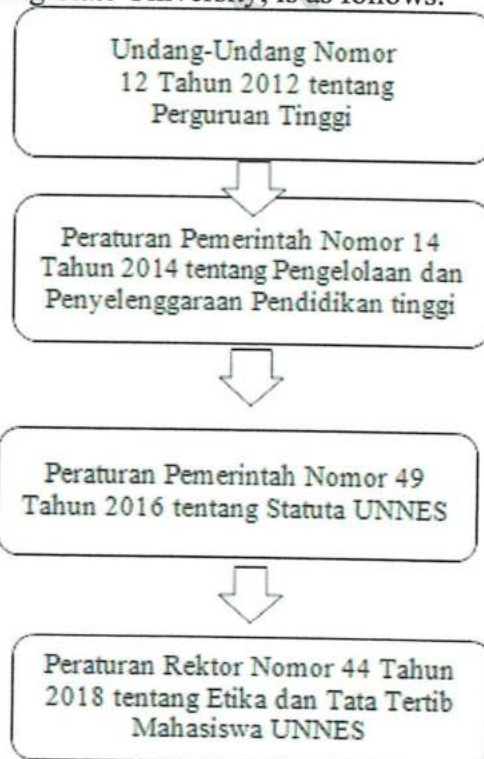 State University, is as follows.
Undang-Undang Nomor
12 Tahun 2012 tentang
Perguruan Tinggi
Peraturan Pemerintah Nomor 14
Tahun 2014 tentang Pengelolaan dan
Penyelenggaraan Pendidikan tinggi
Peraturan Pemerintah Nomor 49
Tahun 2016 tentang Statuta UNNES
Peraturan Rektor Nomor 44 Tahun
2018 tentang Etika dan Tata Tertib
Mahasiswa UNNES